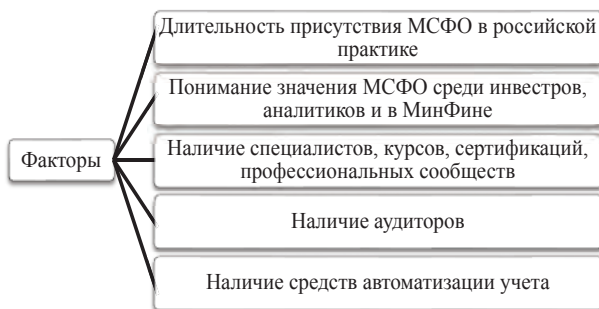 Длительность присутствия МСФО в российской
практике
Понимание значения МСФО среди инвестров,
аналитиков и в МинФине
Факторы
Наличие специалистов, курсов, сертификаций,
профессиональных сообществ
Наличие аудиторов
Наличие средств автоматизации учета